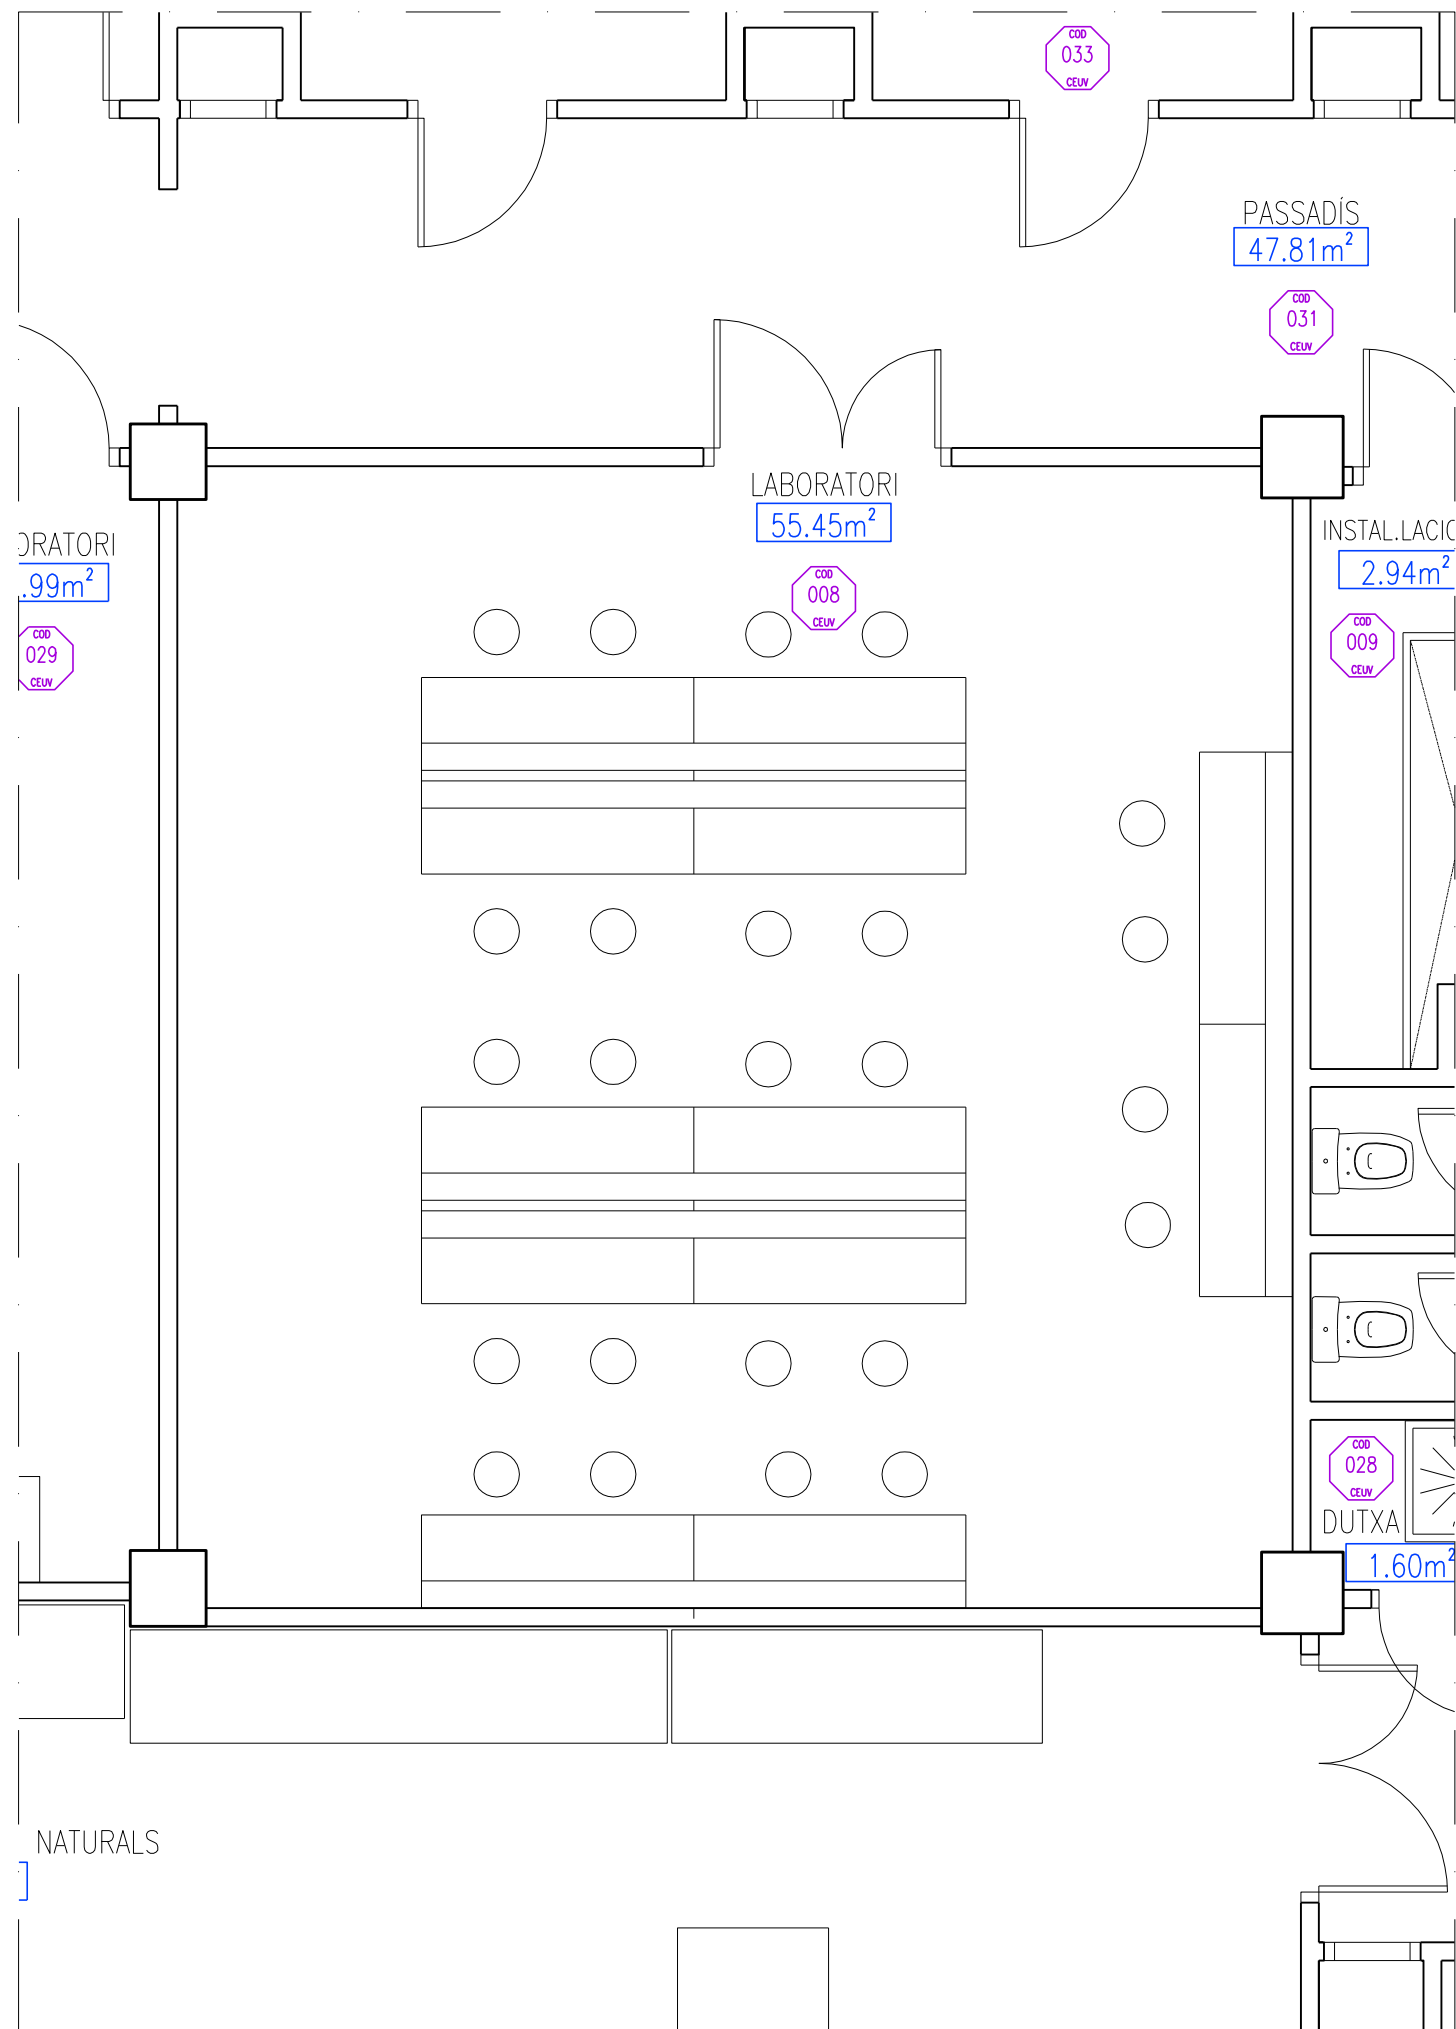 COD
033
CEUV
PASSADÍS
47.81m²
COD
031
CEUV
LABORATORI
55.45m²
COD
008
CEUV
ORATORI
.99m²
COD
029
CEUV
INSTAL.LACIO
2.94m²
COD
009
CEUV
COD
028
CEUV
DUTXA
1.60m²
NATURALS